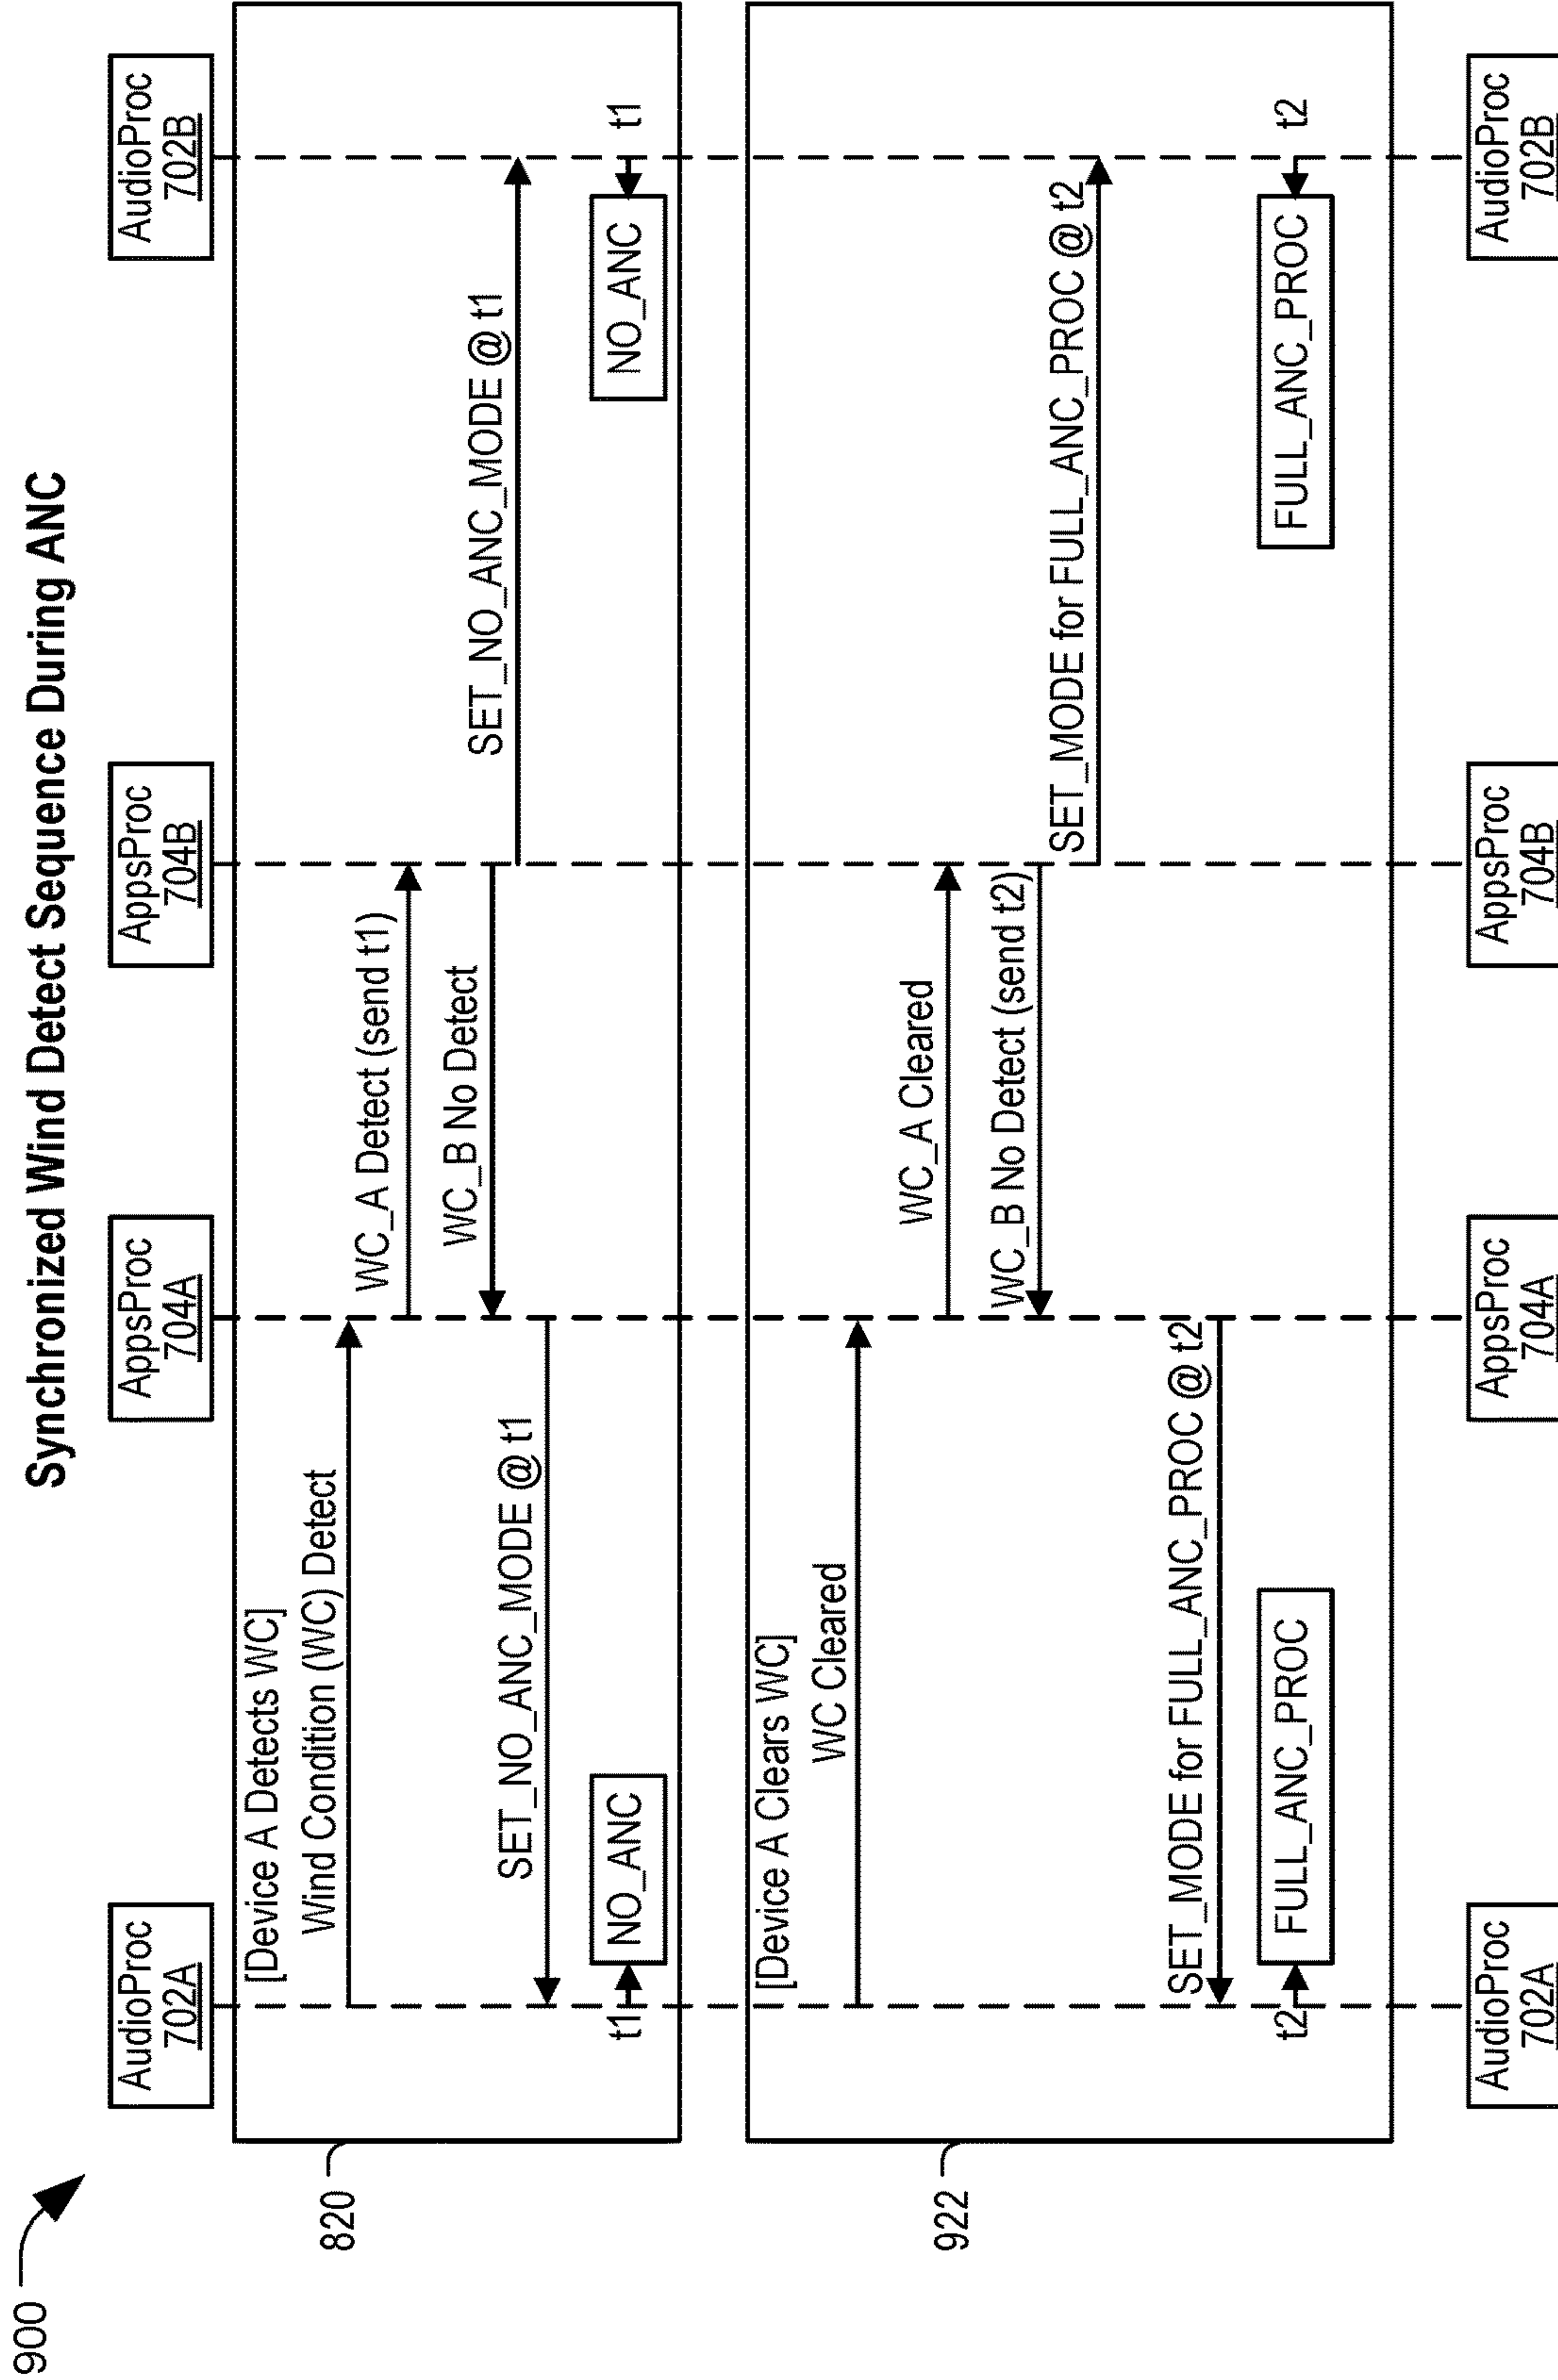 900
Synchronized Wind Detect Sequence During ANC
AudioProc
702A
AppsProc
704A
AppsProc
704B
AudioProc
702B
820
[Device A Detects WC]
Wind Condition (WC) Detect
WC_A Detect (send t1)
WC_B No Detect
SET_NO_ANC_MODE @ t1
SET_NO_ANC_MODE @ t1
t1
NO_ANC
NO_ANC
t1
922
[Device A Clears WC]
WC Cleared
WC_A Cleared
WC_B No Detect (send t2)
SET_MODE for FULL_ANC_PROC @ t2
SET_MODE for FULL_ANC_PROC @ t2
t2
FULL_ANC_PROC
FULL_ANC_PROC
t2
AudioProc
702A
AppsProc
704A
AppsProc
704B
AudioProc
702B